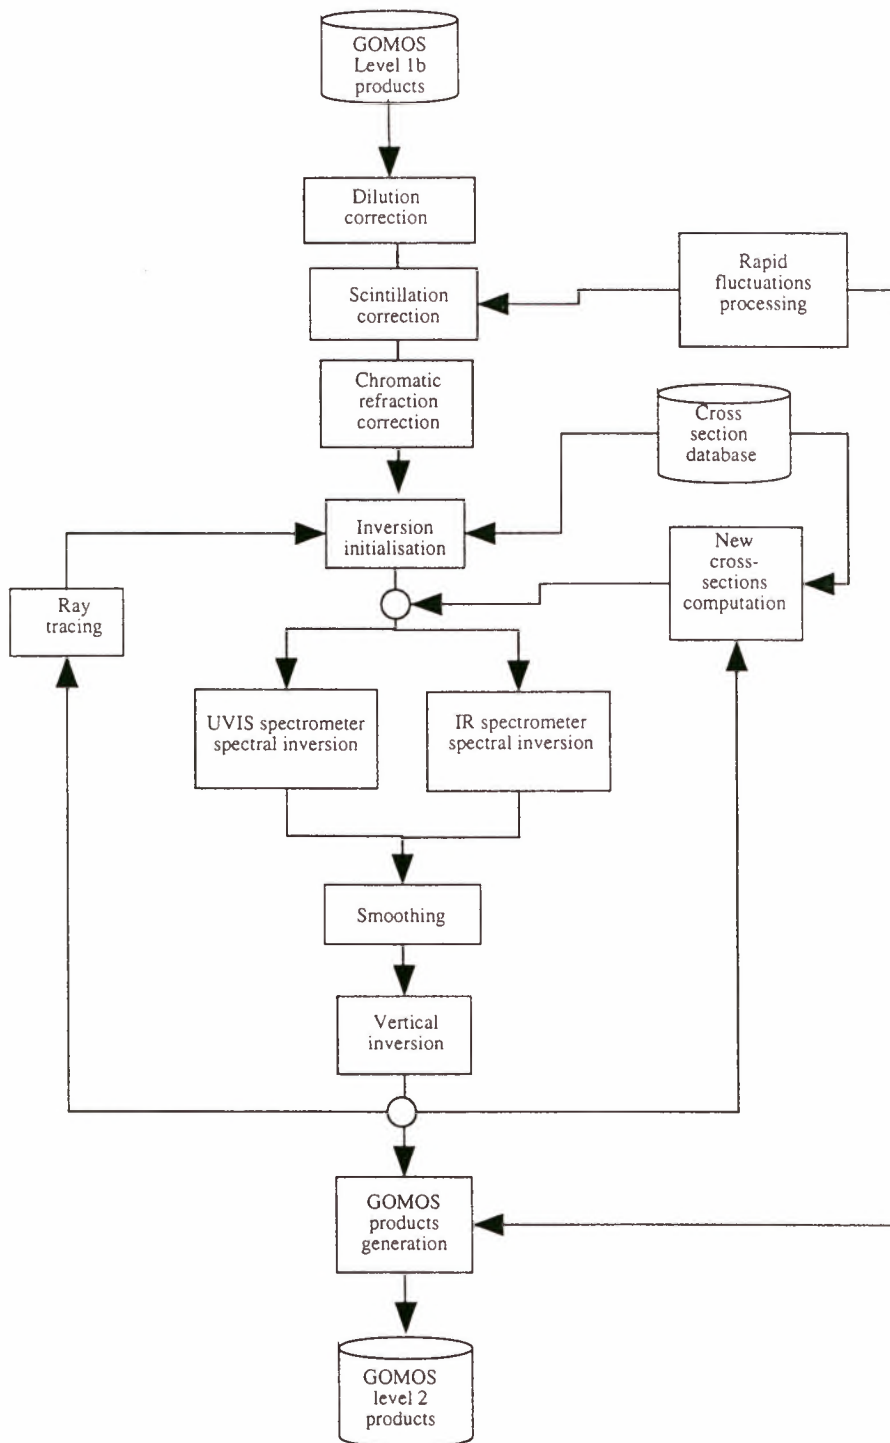 GOMOS
Level 1b
products
Dilution
correction
Scintillation
correction
Rapid
fluctuations
processing
Chromatic
refraction
correction
Cross
section
database
Inversion
initialisation
New
cross-
sections
computation
Ray
tracing
UVIS spectrometer
spectral inversion
IR spectrometer
spectral inversion
Smoothing
Vertical
inversion
GOMOS
products
generation
GOMOS
level 2
products